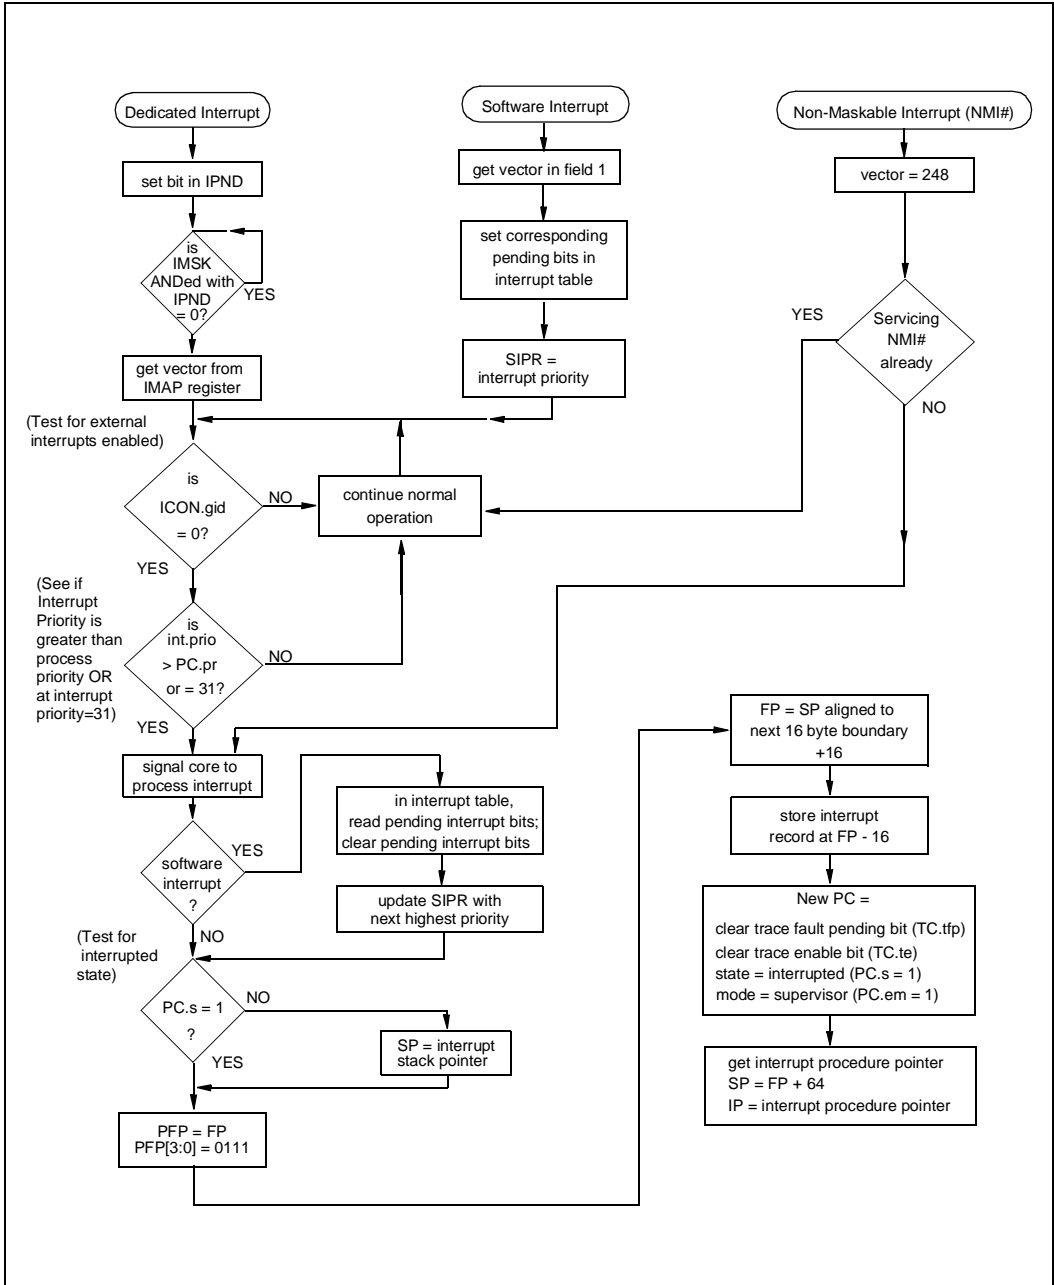 Dedicated Interrupt
set bit in IPND
is
IMSK
ANDed with
IPND
= 0?
YES
get vector from
IMAP register
(Test for external
interrupts enabled)
is
ICON.gid
= 0?
NO
YES
(See if
Interrupt
Priority is
greater than
process
priority OR
at interrupt
priority=31)
is
int.prio
> PC.pr
or = 31?
NO
YES
signal core to
process interrupt
software
interrupt
?
YES
NO
(Test for
interrupted
state)
PC.s = 1
?
NO
YES
SP = interrupt
stack pointer
PFP = FP
PFP[3:0] = 0111
Software Interrupt
get vector in field 1
set corresponding
pending bits in
interrupt table
SIPR =
interrupt priority
continue normal
operation
in interrupt table,
read pending interrupt bits;
clear pending interrupt bits
update SIPR with
next highest priority
Non-Maskable Interrupt (NMI#)
vector = 248
Servicing
NMI#
already
YES
NO
FP = SP aligned to
next 16 byte boundary
+16
store interrupt
record at FP - 16
New PC =
clear trace fault pending bit (TC.tfp)
clear trace enable bit (TC.te)
state = interrupted (PC.s = 1)
mode = supervisor (PC.em = 1)
get interrupt procedure pointer
SP = FP + 64
IP = interrupt procedure pointer